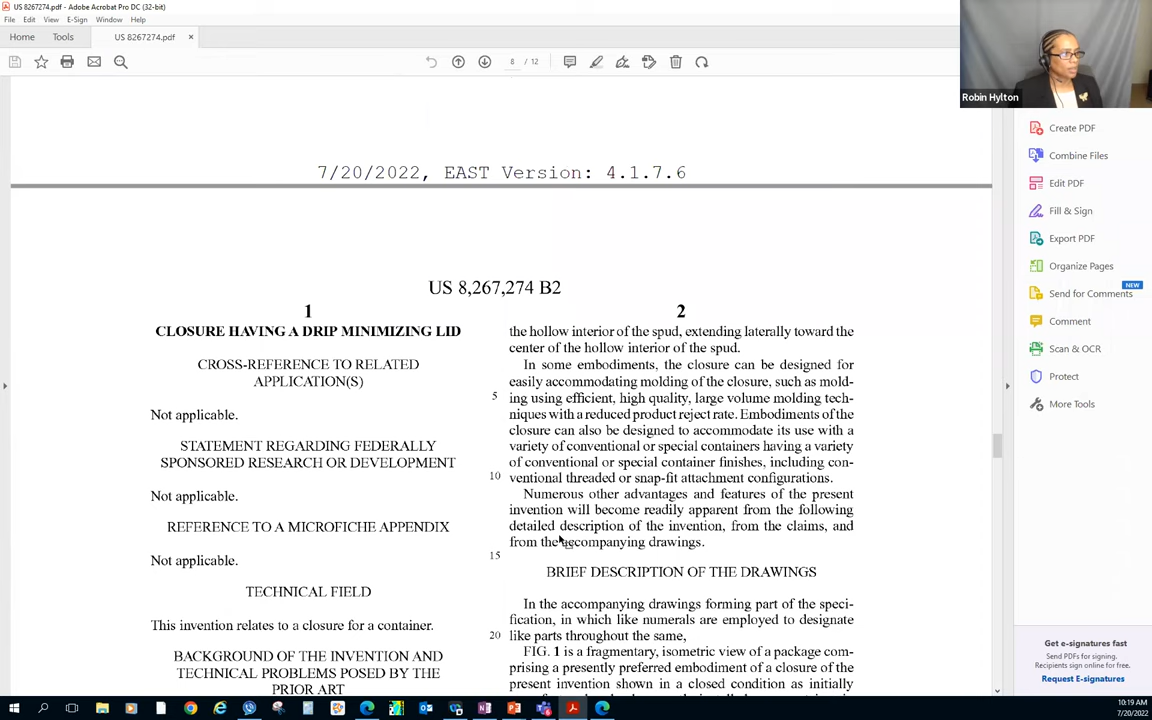 US 8267274.pdf - Adobe Acrobat Pro DC (32-bit)
File Edit View E-Sign Window Help
Home Tools US 8267274.pdf ×
8 / 12
Robin Hylton
7/20/2022, EAST Version: 4.1.7.6
US 8,267,274 B2
1
CLOSURE HAVING A DRIP MINIMIZING LID
CROSS-REFERENCE TO RELATED
APPLICATION(S)
Not applicable.
STATEMENT REGARDING FEDERALLY
SPONSORED RESEARCH OR DEVELOPMENT
Not applicable.
REFERENCE TO A MICROFICHE APPENDIX
Not applicable.
TECHNICAL FIELD
This invention relates to a closure for a container.
BACKGROUND OF THE INVENTION AND
TECHNICAL PROBLEMS POSED BY THE
PRIOR ART
5
10
15
20
2
the hollow interior of the spud, extending laterally toward the
center of the hollow interior of the spud.
In some embodiments, the closure can be designed for
easily accommodating molding of the closure, such as mold-
ing using efficient, high quality, large volume molding tech-
niques with a reduced product reject rate. Embodiments of the
closure can also be designed to accommodate its use with a
variety of conventional or special containers having a variety
of conventional or special container finishes, including con-
ventional threaded or snap-fit attachment configurations.
Numerous other advantages and features of the present
invention will become readily apparent from the following
detailed description of the invention, from the claims, and
from the accompanying drawings.
BRIEF DESCRIPTION OF THE DRAWINGS
In the accompanying drawings forming part of the speci-
fication, in which like numerals are employed to designate
like parts throughout the same,
FIG. 1 is a fragmentary, isometric view of a package com-
prising a presently preferred embodiment of a closure of the
present invention shown in a closed condition as initially
Create PDF
Combine Files
Edit PDF
Fill & Sign
Export PDF
Organize Pages
NEW
Send for Comments
Comment
Scan & OCR
Protect
More Tools
Get e-signatures fast
Send PDFs for signing.
Recipients sign online for free.
Request E-signatures
10:19 AM
7/20/2022